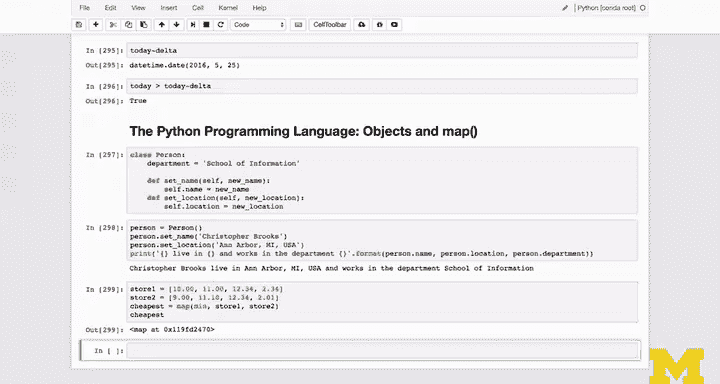 File Edit View Insert Cell Kernel Help Python [conda root]
Code CellToolbar
In [295]: today-delta
Out[295]: datetime.date(2016, 5, 25)
In [296]: today > today-delta
Out[296]: True
The Python Programming Language: Objects and map()
In [297]: class Person:
department = 'School of Information'
def set_name(self, new_name):
self.name = new_name
def set_location(self, new_location):
self.location = new_location
In [298]: person = Person()
person.set_name('Christopher Brooks')
person.set_location('Ann Arbor, MI, USA')
print('{} live in {} and works in the department {}'.format(person.name, person.location, person.department))
Christopher Brooks live in Ann Arbor, MI, USA and works in the department School of Information
In [299]: store1 = [10.00, 11.00, 12.34, 2.34]
store2 = [9.00, 11.10, 12.34, 2.01]
cheapest = map(min, store1, store2)
cheapest
Out[299]: <map at 0x119fd2470>
In [ ]:
M